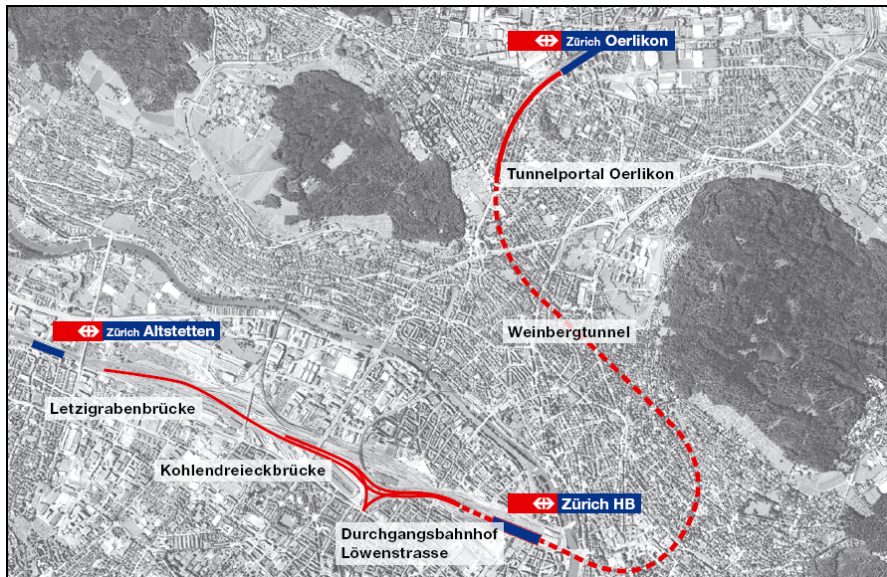 Zürich Oerlikon
Tunnelportal Oerlikon
Weinbergtunnel
Zürich Altstetten
Letzigrabenbrücke
Kohlendreieckbrücke
Zürich HB
Durchgangsbahnhof
Löwenstrasse